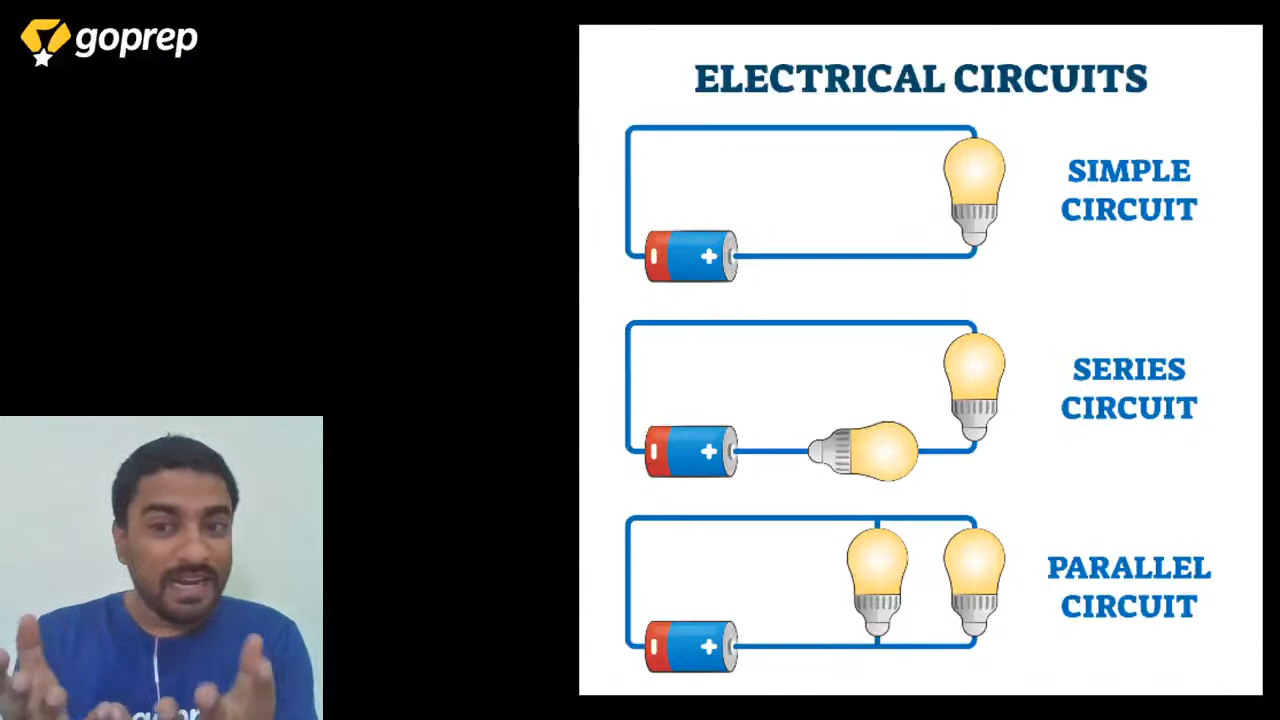 goprep
ELECTRICAL CIRCUITS
SIMPLE
CIRCUIT
SERIES
CIRCUIT
PARALLEL
CIRCUIT